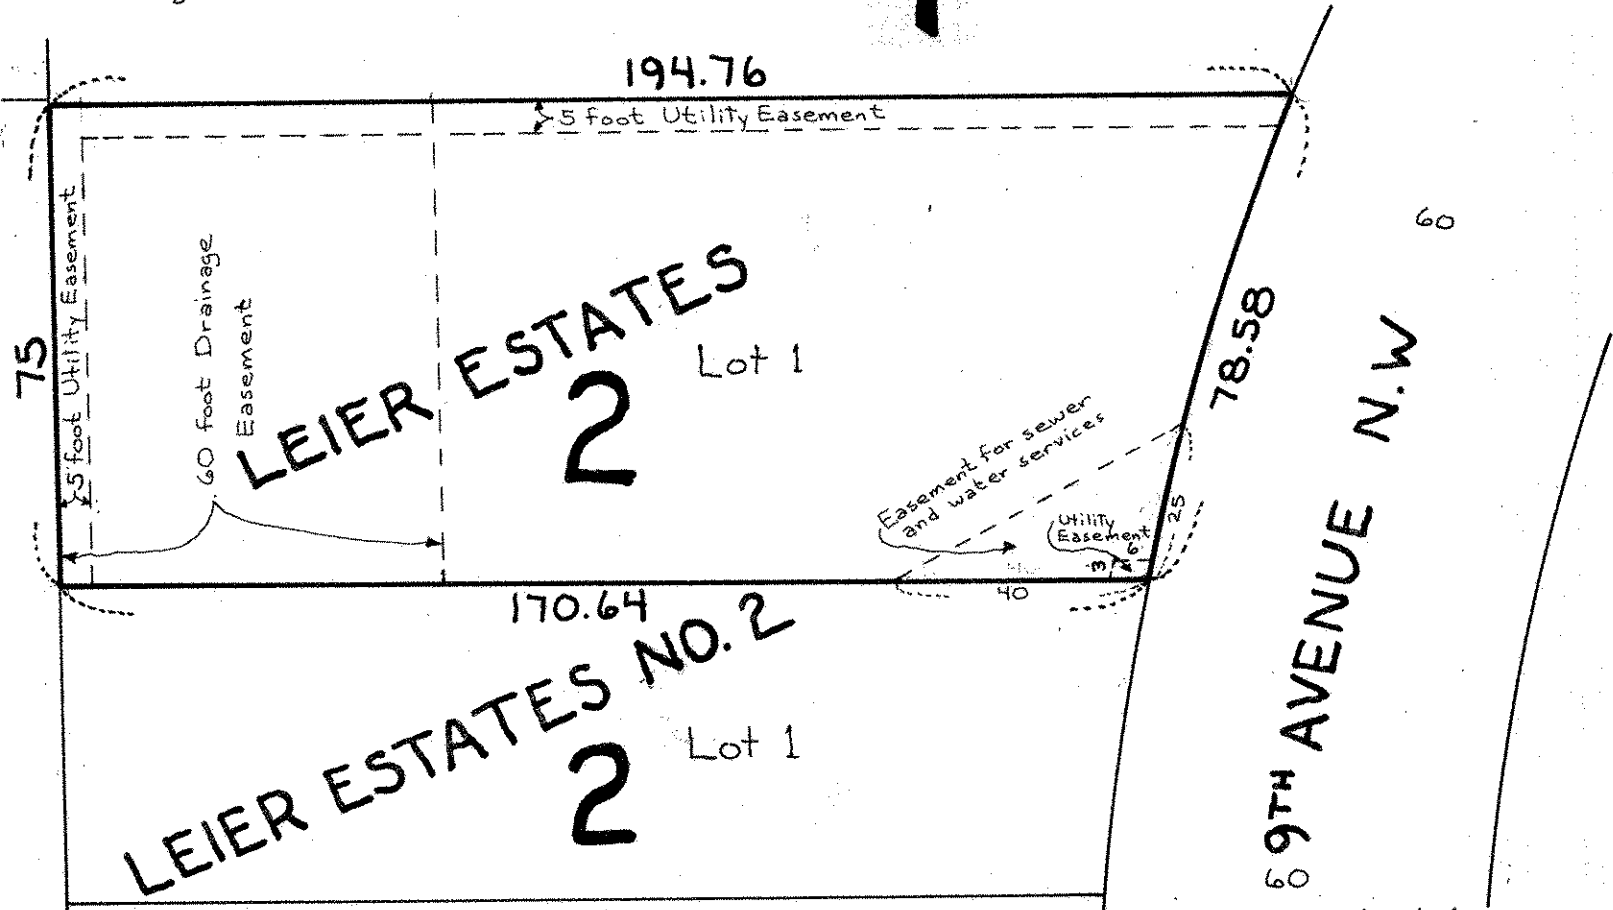 194.76
5 foot Utility Easement
5 foot Utility Easement
60 foot Drainage
Easement
75
LEIER ESTATES
2
Lot 1
78.58
60
Easement for sewer
and water services
Utility
Easement
25
6
3
40
170.64
LEIER ESTATES NO. 2
2
Lot 1
9TH AVENUE N.W
60